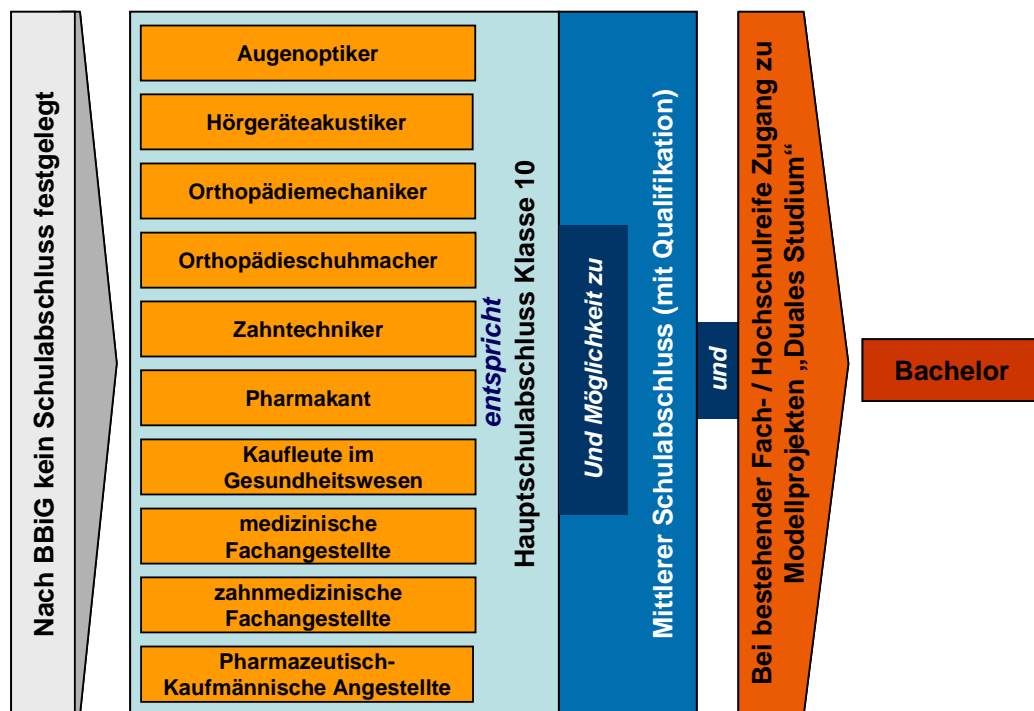 Nach BBiG kein Schulabschluss festgelegt
Augenoptiker
Hörgeräteakustiker
Orthopädiemechaniker
Orthopädieschuhmacher
Zahntechniker
Pharmakant
Kaufleute im
Gesundheitswesen
medizinische
Fachangestellte
zahnmedizinische
Fachangestellte
Pharmazeutisch-
Kaufmännische Angestellte
entspricht
Hauptschulabschluss Klasse 10
Und Möglichkeit zu
Mittlerer Schulabschluss (mit Qualifikation)
und
Bei bestehender Fach- / Hochschulreife Zugang zu
Modellprojekten „Duales Studium“
Bachelor